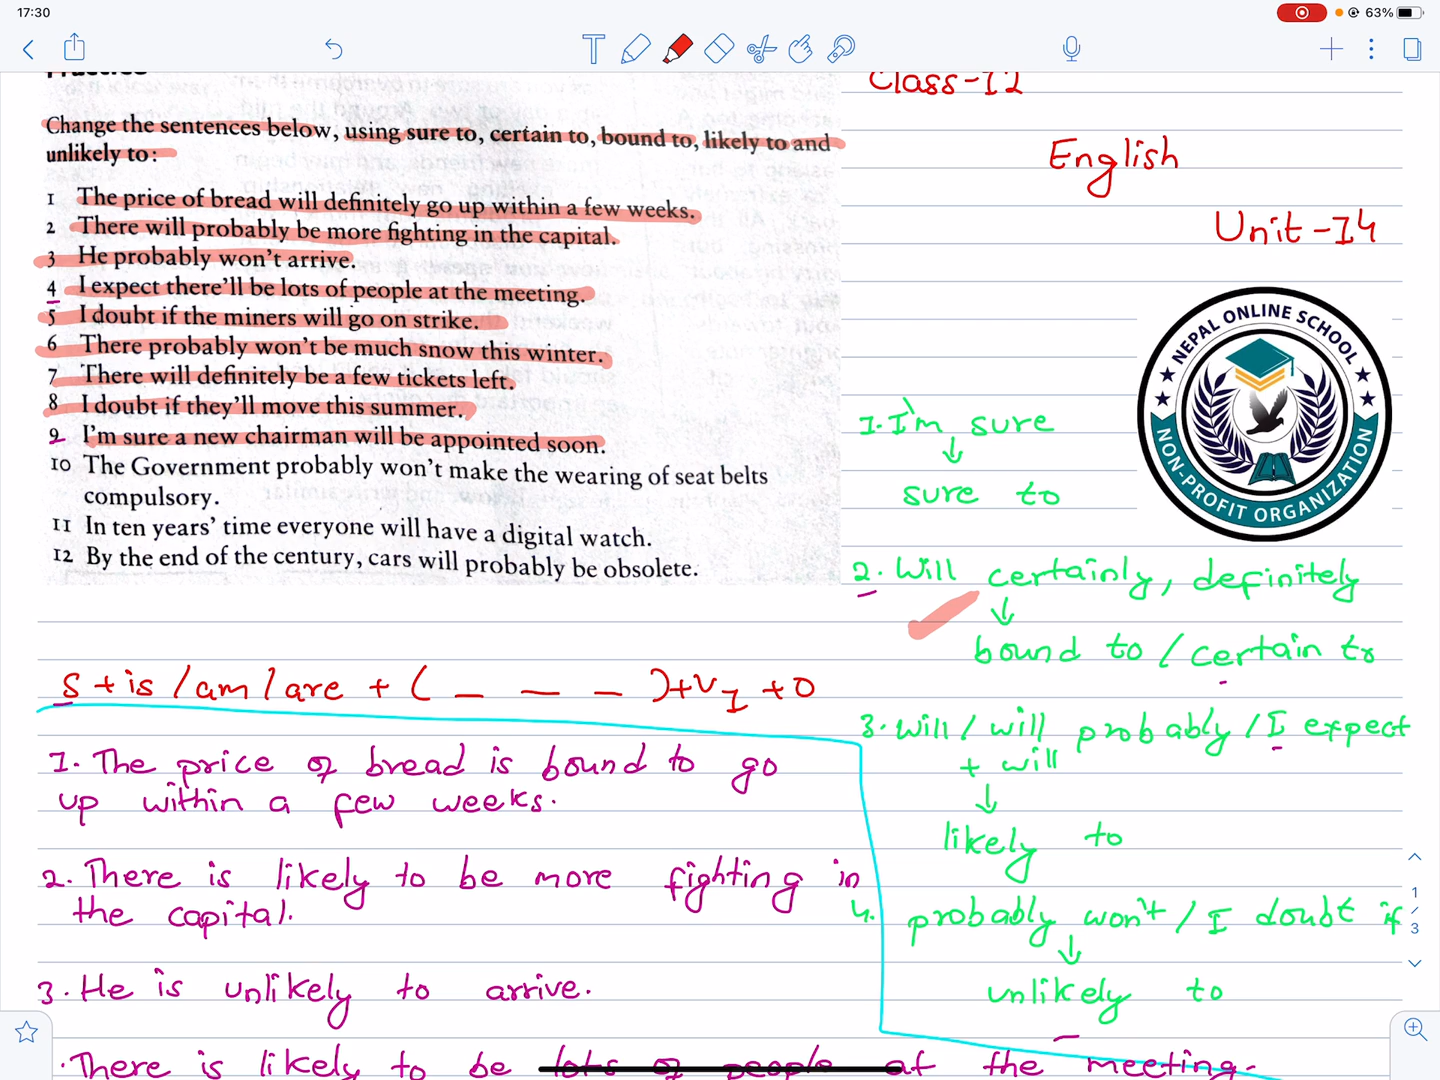 17:30
63%
Practice
Change the sentences below, using sure to, certain to, bound to, likely to and
unlikely to:
1 The price of bread will definitely go up within a few weeks.
2 There will probably be more fighting in the capital.
3 He probably won't arrive.
4 I expect there'll be lots of people at the meeting.
5 I doubt if the miners will go on strike.
6 There probably won't be much snow this winter.
7 There will definitely be a few tickets left.
8 I doubt if they'll move this summer.
9 I'm sure a new chairman will be appointed soon.
10 The Government probably won't make the wearing of seat belts
compulsory.
11 In ten years' time everyone will have a digital watch.
12 By the end of the century, cars will probably be obsolete.
S + is / am / are + ( _ _ _ ) + V1 + O
1. The price of bread is bound to go
up within a few weeks.
2. There is likely to be more fighting in
the capital.
3. He is unlikely to arrive.
There is likely to be lots of people at the meeting.
Class-12
English
Unit-14
NEPAL ONLINE SCHOOL
NON-PROFIT ORGANIZATION
1. I'm sure
↓
sure to
2. Will certainly, definitely
↓
bound to / certain to
3. Will / will probably / I expect
+ will
↓
likely to
4. probably won't / I doubt if
↓
unlikely to
1
/
3